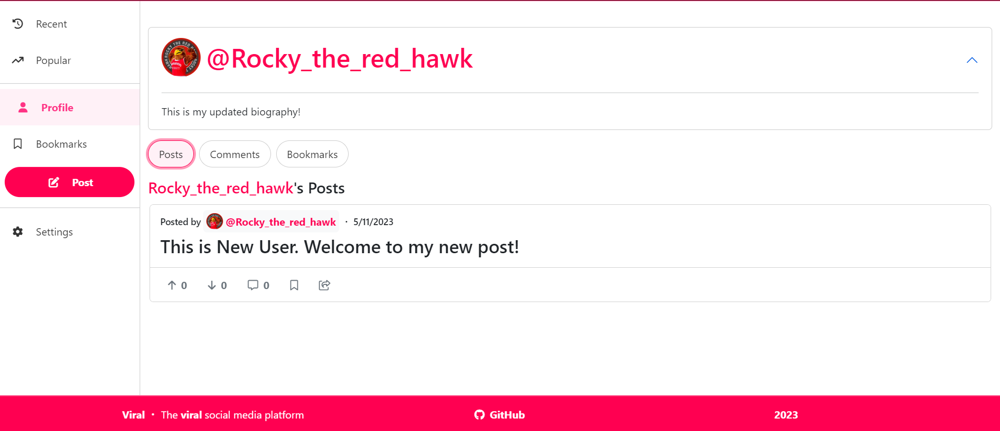 Recent
Popular
Profile
Bookmarks
Post
Settings
@Rocky_the_red_hawk
This is my updated biography!
Posts Comments Bookmarks
Rocky_the_red_hawk's Posts
Posted by @Rocky_the_red_hawk · 5/11/2023
This is New User. Welcome to my new post!
0 0 0
Viral · The viral social media platform GitHub 2023